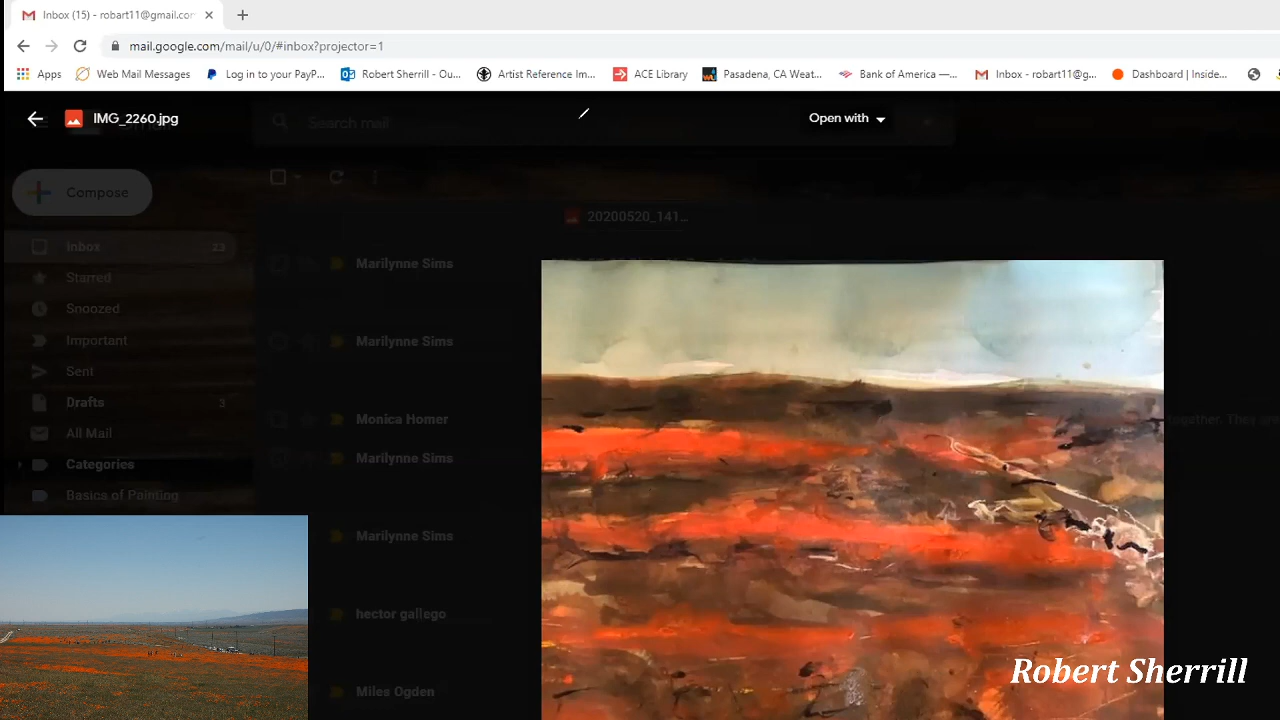 Inbox (15) - robart11@gmail.co
mail.google.com/mail/u/0/#inbox?projector=1
Apps Web Mail Messages Log in to your PayP... Robert Sherrill - Ou... Artist Reference Im... ACE Library Pasadena, CA Weat... Bank of America —... Inbox - robart11@g... Dashboard | Inside...
IMG_2260.jpg Search mail Open with
Compose
20200520_141...
Inbox 23
Marilynne Sims
Starred
Snoozed
Important
Marilynne Sims
Sent
Drafts 3
Monica Homer together. They are
All Mail
Marilynne Sims
Categories
Basics of Painting
Marilynne Sims
hector gallego
Miles Ogden
Robert Sherrill